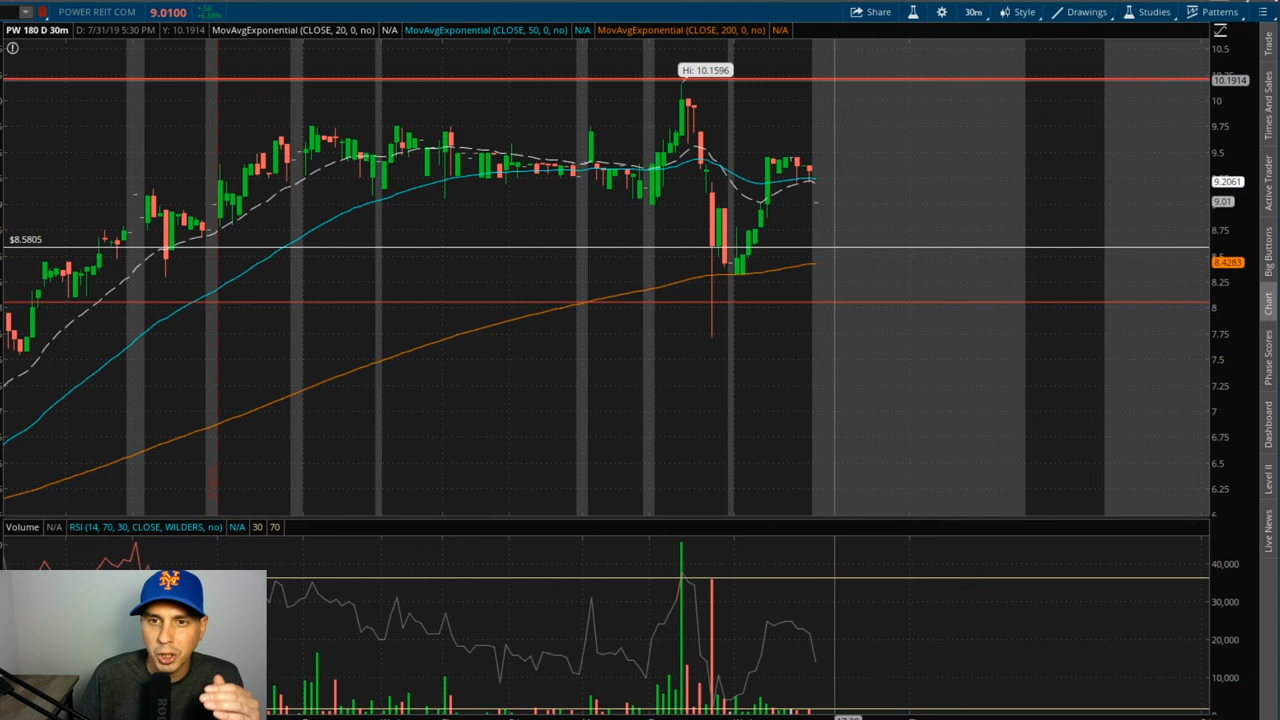 POWER REIT COM 9.0100 +.58 +6.88% Share 30m Style Drawings Studies Patterns
PW 180 D 30m D: 7/31/19 5:30 PM Y: 10.1914 MovAvgExponential (CLOSE, 20, 0, no) N/A MovAvgExponential (CLOSE, 50, 0, no) N/A MovAvgExponential (CLOSE, 200, 0, no) N/A
Hi: 10.1596
$8.5805
10.5
10.1914
10
9.75
9.5
9.2061
9.01
8.75
8.4283
8.25
8
7.75
7.5
7.25
7
6.75
6.5
6.25
Trade
Times And Sales
Active Trader
Big Buttons
Chart
Phase Scores
Dashboard
Level II
Live News
Volume N/A RSI (14, 70, 30, CLOSE, WILDERS, no) N/A 30 70
40,000
30,000
20,000
10,000